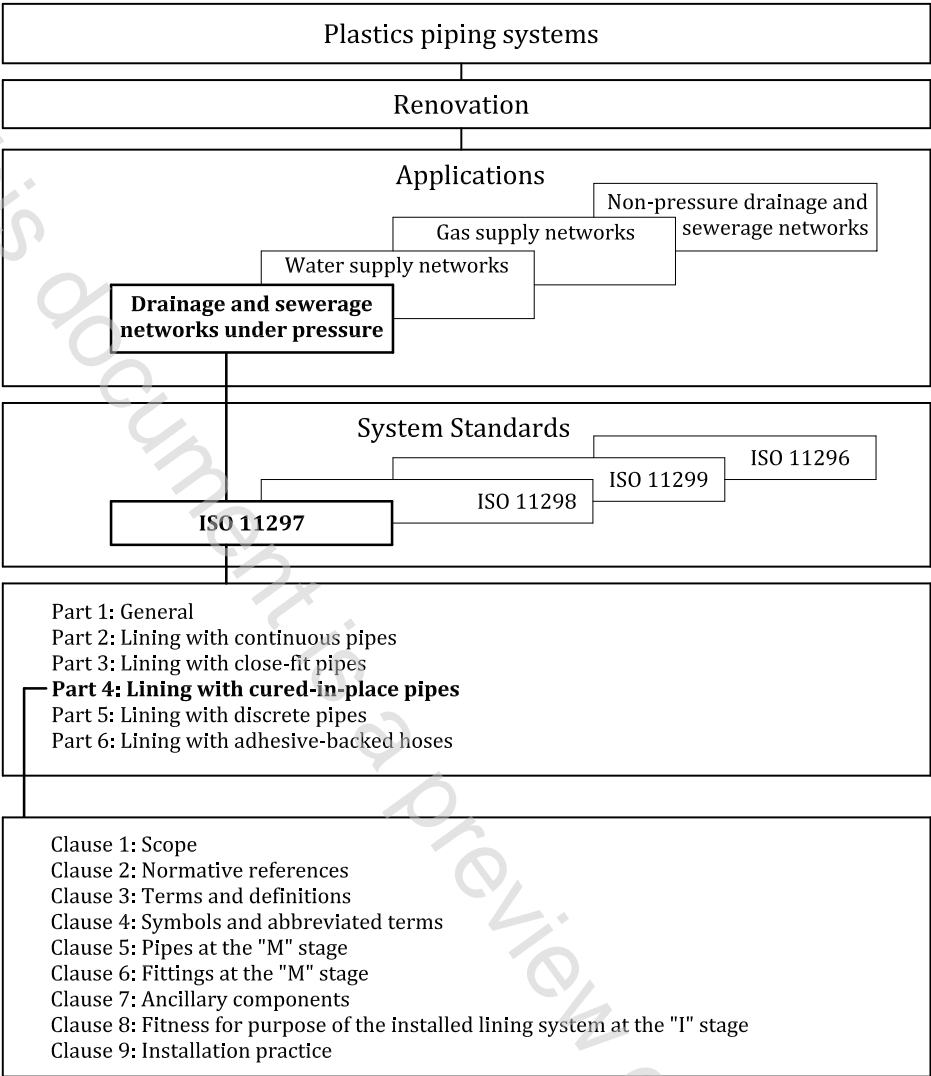 Plastics piping systems
Renovation
Applications
Non-pressure drainage and
sewerage networks
Gas supply networks
Water supply networks
Drainage and sewerage
networks under pressure
System Standards
ISO 11296
ISO 11299
ISO 11298
ISO 11297
Part 1: General
Part 2: Lining with continuous pipes
Part 3: Lining with close-fit pipes
Part 4: Lining with cured-in-place pipes
Part 5: Lining with discrete pipes
Part 6: Lining with adhesive-backed hoses
Clause 1: Scope
Clause 2: Normative references
Clause 3: Terms and definitions
Clause 4: Symbols and abbreviated terms
Clause 5: Pipes at the "M" stage
Clause 6: Fittings at the "M" stage
Clause 7: Ancillary components
Clause 8: Fitness for purpose of the installed lining system at the "I" stage
Clause 9: Installation practice
is document is a preview